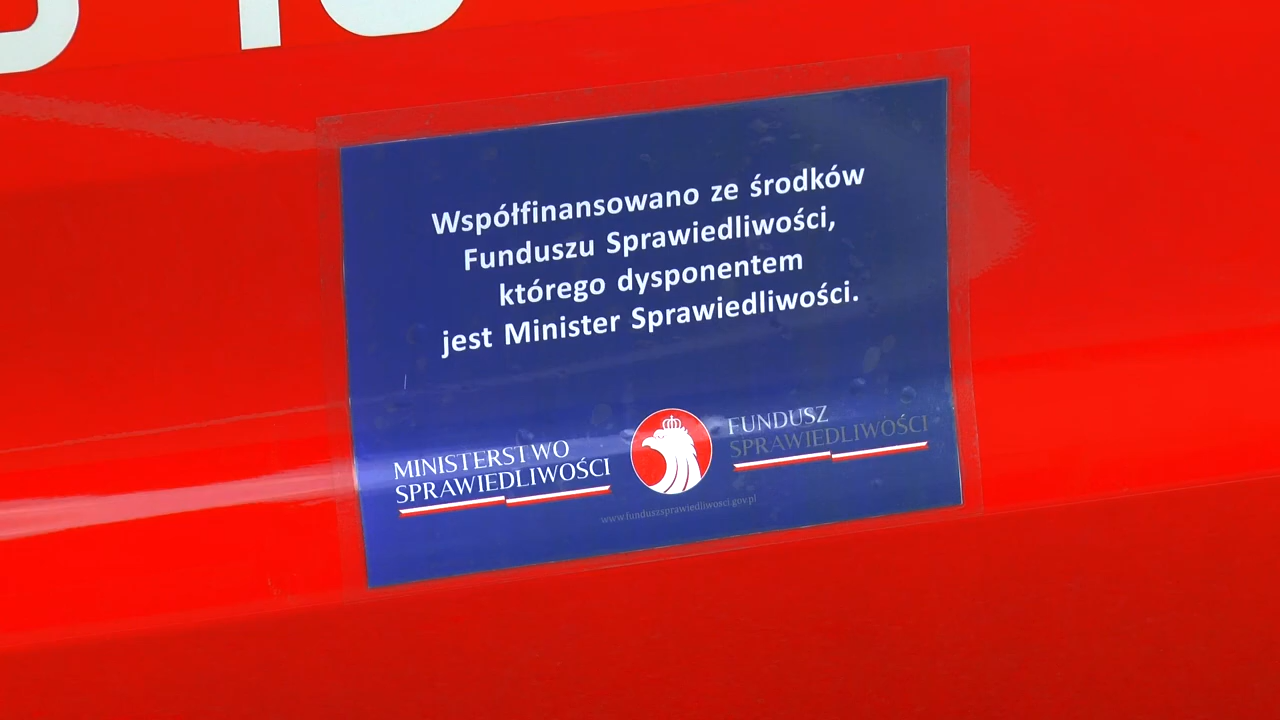 Współfinansowano ze środków
Funduszu Sprawiedliwości,
którego dysponentem
jest Minister Sprawiedliwości.
MINISTERSTWO
SPRAWIEDLIWOŚCI
FUNDUSZ
SPRAWIEDLIWOŚCI
www.funduszsprawiedliwosci.gov.pl